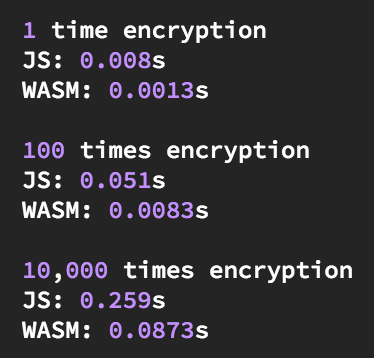 1 time encryption
JS: 0.008s
WASM: 0.0013s
100 times encryption
JS: 0.051s
WASM: 0.0083s
10,000 times encryption
JS: 0.259s
WASM: 0.0873s